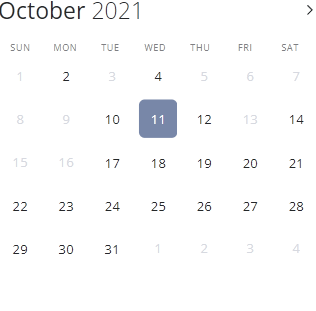 October 2021 >
SUN MON TUE WED THU FRI SAT
1 2 3 4 5 6 7
8 9 10 11 12 13 14
15 16 17 18 19 20 21
22 23 24 25 26 27 28
29 30 31 1 2 3 4